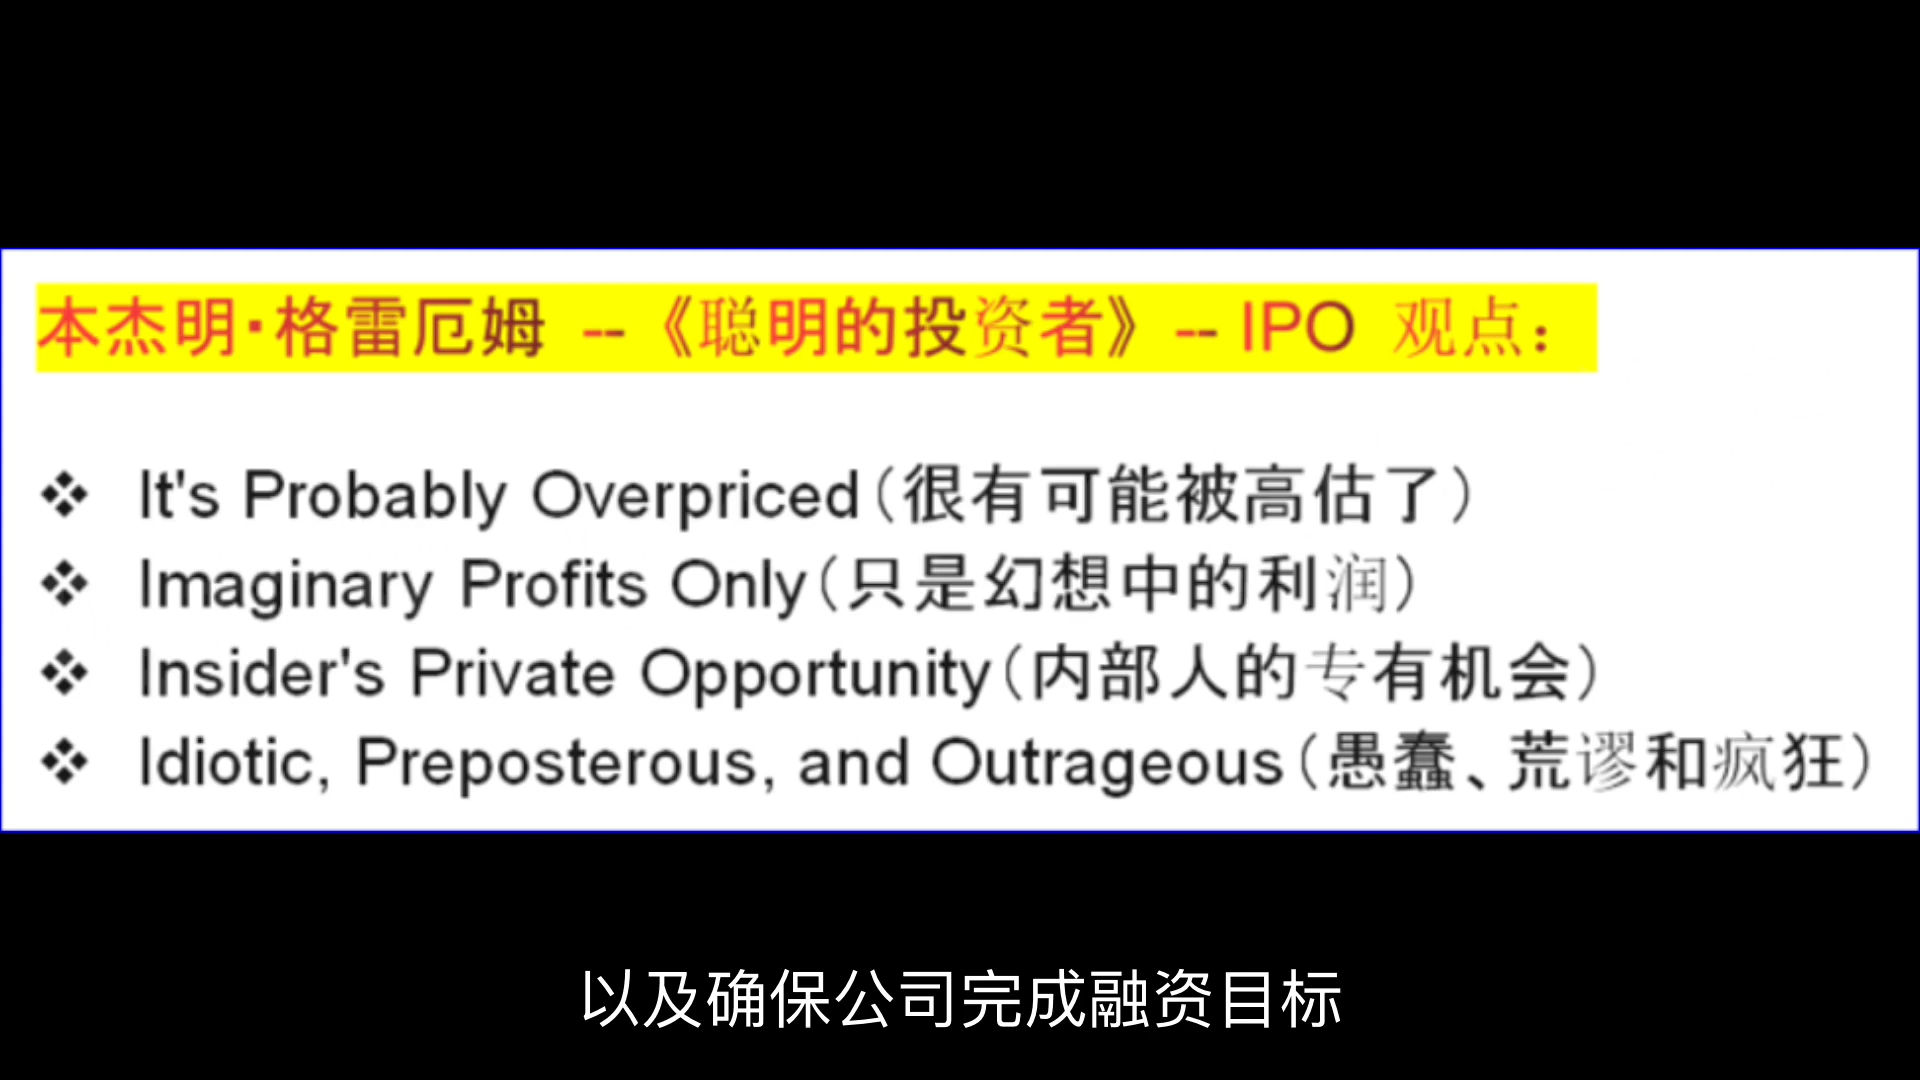 本杰明·格雷厄姆 --《聪明的投资者》-- IPO 观点：
❖ It's Probably Overpriced（很有可能被高估了）
❖ Imaginary Profits Only（只是幻想中的利润）
❖ Insider's Private Opportunity（内部人的专有机会）
❖ Idiotic, Preposterous, and Outrageous（愚蠢、荒谬和疯狂）
以及确保公司完成融资目标